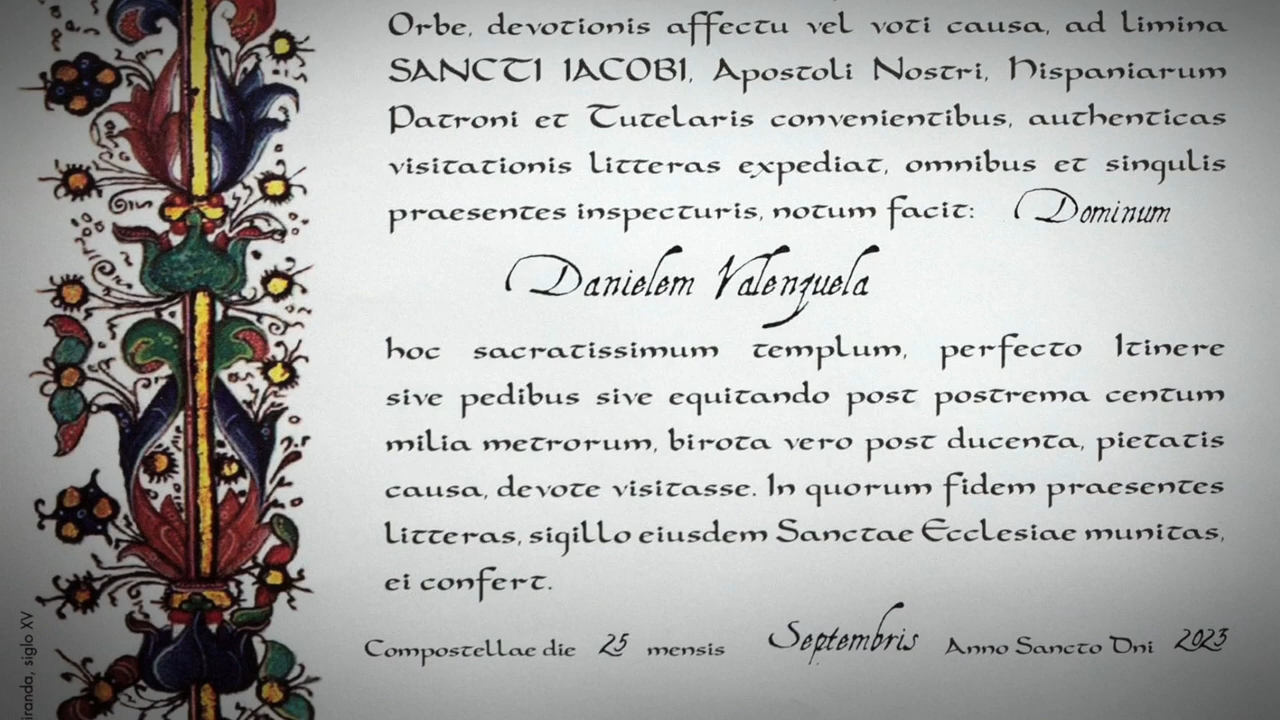 Orbe, devotionis affectu vel voti causa, ad limina
SANCTI IACOBI, Apostoli Nostri, Hispaniarum
Patroni et Tutelaris convenientibus, authenticas
visitationis litteras expediat, omnibus et singulis
praesentes inspecturis, notum facit: Dominum
Danielem Valenzuela
hoc sacratissimum templum, perfecto Itinere
sive pedibus sive equitando post postrema centum
milia metrorum, birota vero post ducenta, pietatis
causa, devote visitasse. In quorum fidem praesentes
litteras, sigillo eiusdem Sanctae Ecclesiae munitas,
ei confert.
Compostellae die 25 mensis Septembris Anno Sancto Dni 2023
iranda, siglo XV